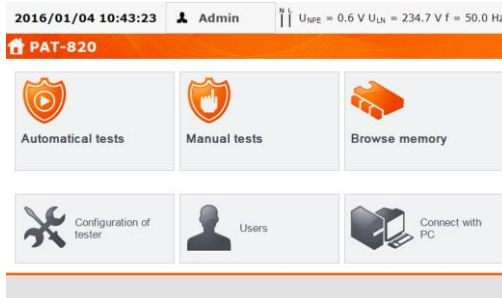 2016/01/04 10:43:23 Admin N L UNPE = 0.6 V ULN = 234.7 V f = 50.0 Hz
PAT-820
Automatical tests Manual tests Browse memory
Configuration of tester Users Connect with PC